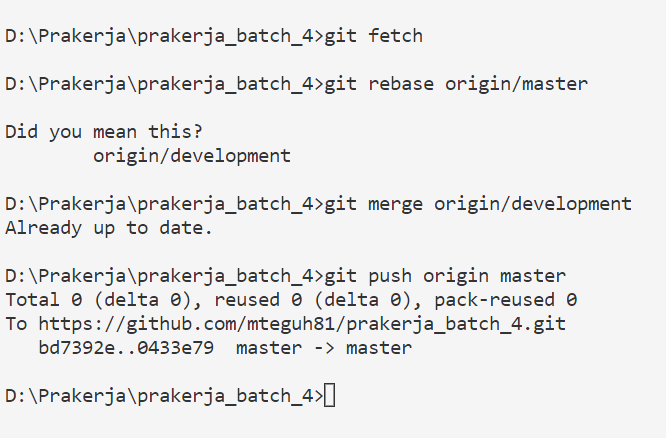 D:\Prakerja\prakerja_batch_4>git fetch
D:\Prakerja\prakerja_batch_4>git rebase origin/master
Did you mean this?
        origin/development
D:\Prakerja\prakerja_batch_4>git merge origin/development
Already up to date.
D:\Prakerja\prakerja_batch_4>git push origin master
Total 0 (delta 0), reused 0 (delta 0), pack-reused 0
To https://github.com/mteguh81/prakerja_batch_4.git
   bd7392e..0433e79  master -> master
D:\Prakerja\prakerja_batch_4>